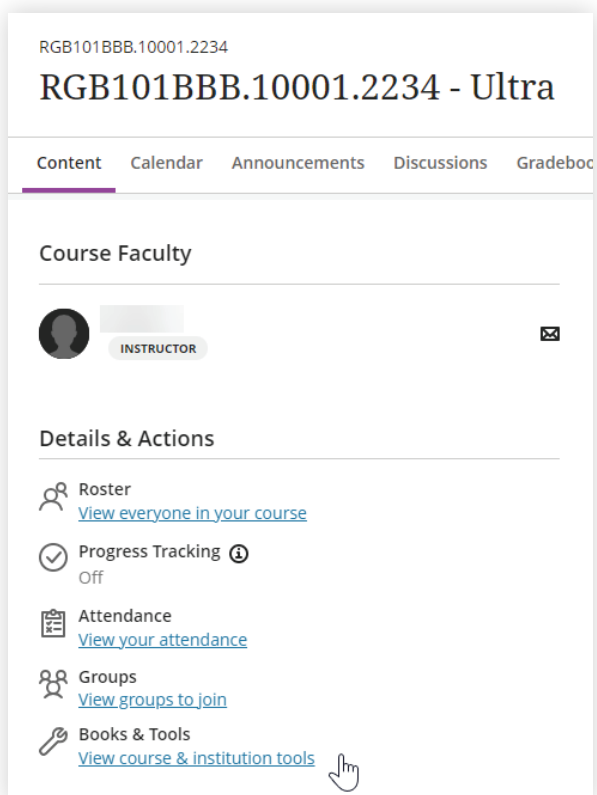 RGB101BBB.10001.2234
RGB101BBB.10001.2234 - Ultra
Content Calendar Announcements Discussions Gradeboo
Course Faculty
INSTRUCTOR
Details & Actions
Roster
View everyone in your course
Progress Tracking
Off
Attendance
View your attendance
Groups
View groups to join
Books & Tools
View course & institution tools